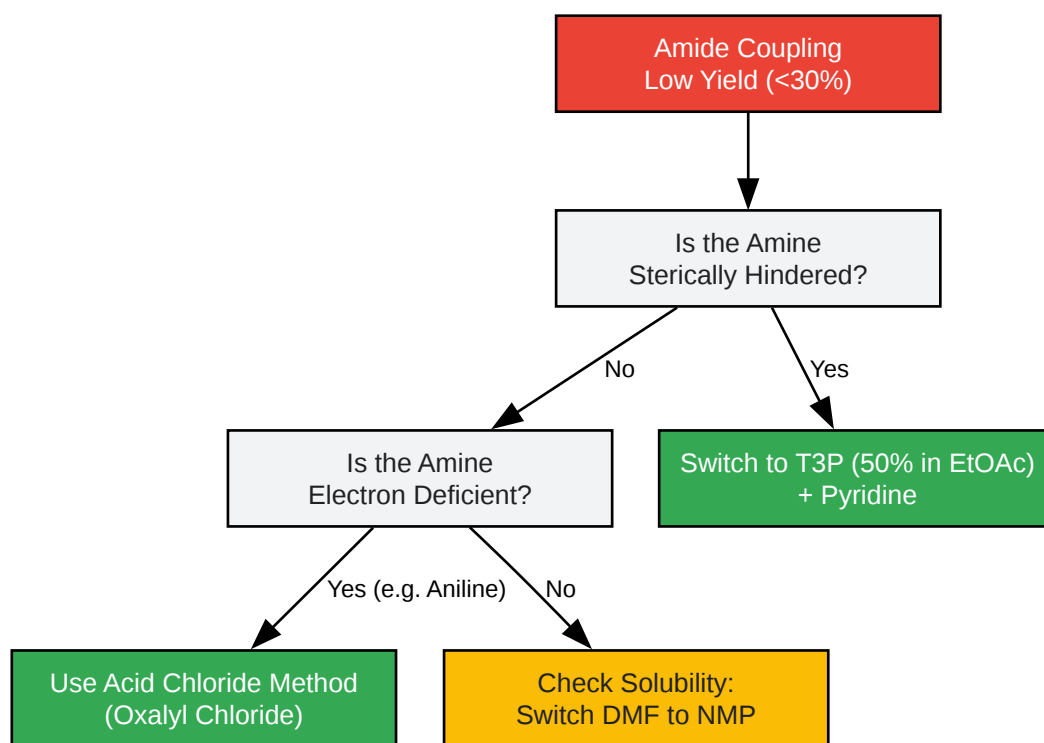 Amide Coupling
Low Yield (<30%)
Is the Amine
Sterically Hindered?
No
Yes
Is the Amine
Electron Deficient?
Switch to T3P (50% in EtOAc)
+ Pyridine
Yes (e.g. Aniline)
No
Use Acid Chloride Method
(Oxalyl Chloride)
Check Solubility:
Switch DMF to NMP